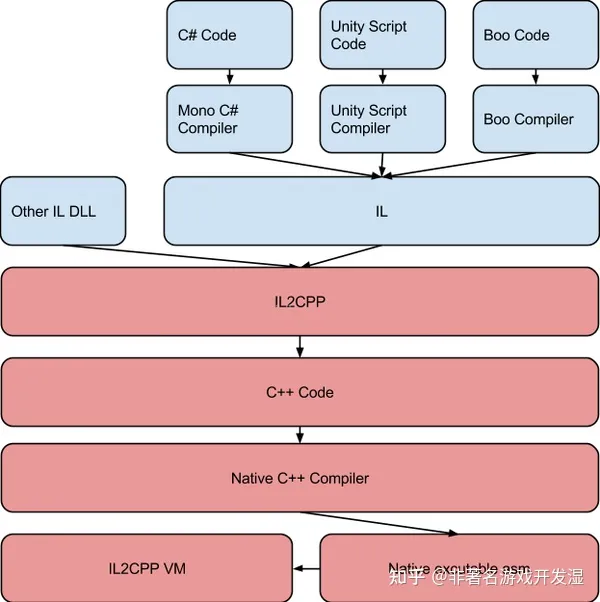 C# Code
Unity Script
Code
Boo Code
Mono C#
Compiler
Unity Script
Compiler
Boo Compiler
Other IL DLL
IL
IL2CPP
C++ Code
Native C++ Compiler
IL2CPP VM
Native excutable asm
知乎 @非著名游戏开发湿